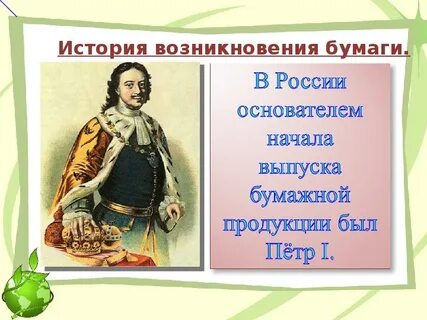 История возникновения бумаги.
В России
основателем
начала
выпуска
бумажной
продукции был
Пётр I.